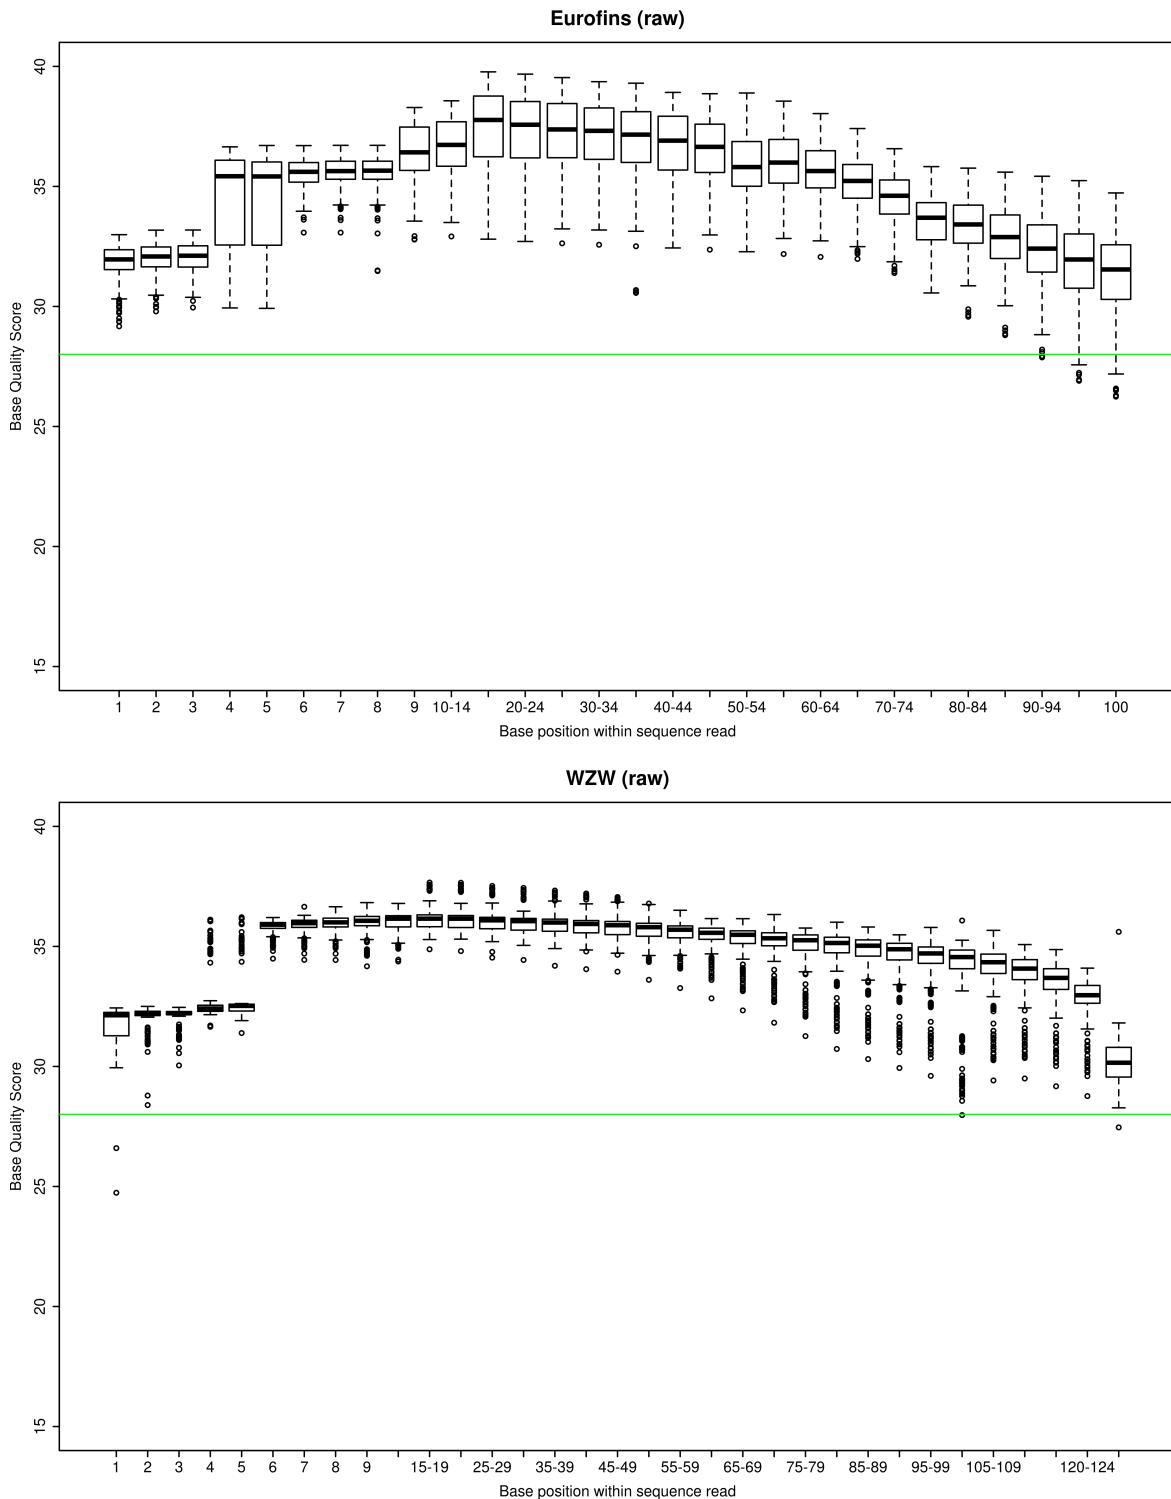 Eurofins (raw)
Base Quality Score
40
35
30
25
20
15
1 2 3 4 5 6 7 8 9 10-14 20-24 30-34 40-44 50-54 60-64 70-74 80-84 90-94 100
Base position within sequence read
WZW (raw)
Base Quality Score
40
35
30
25
20
15
1 2 3 4 5 6 7 8 9 15-19 25-29 35-39 45-49 55-59 65-69 75-79 85-89 95-99 105-109 120-124
Base position within sequence read